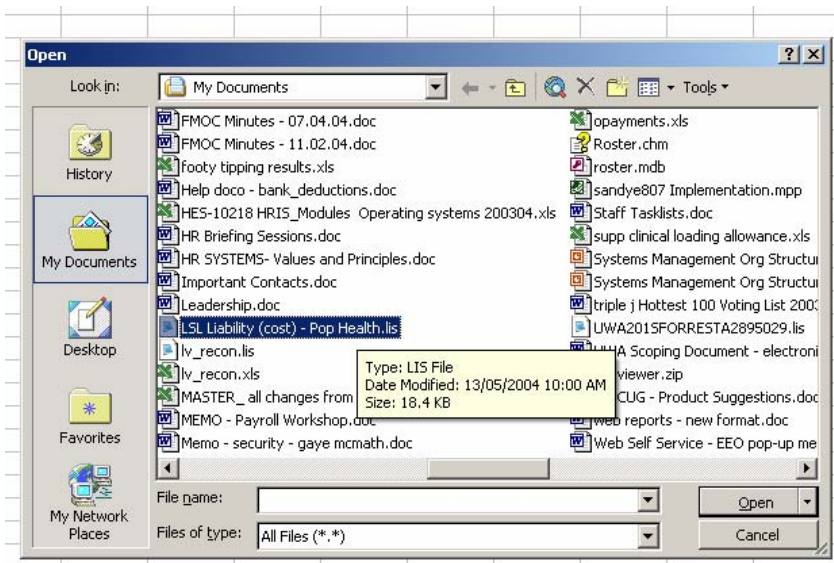 Open
Look in:
My Documents
Tools
History
My Documents
Desktop
Favorites
My Network
Places
FMOC Minutes - 07.04.04.doc
FMOC Minutes - 11.02.04.doc
footy tipping results.xls
Help doco - bank_deductions.doc
HES-10218 HRIS_Modules Operating systems 200304.xls
HR Briefing Sessions.doc
HR SYSTEMS- Values and Principles.doc
Important Contacts.doc
Leadership.doc
LSL Liability (cost) - Pop Health.lis
lv_recon.lis
lv_recon.xls
MASTER_ all changes from
MEMO - Payroll Workshop.doc
Memo - security - gaye mcmath.doc
opayments.xls
Roster.chm
roster.mdb
sandye807 Implementation.mpp
Staff Tasklists.doc
supp clinical loading allowance.xls
Systems Management Org Structu
Systems Management Org Structu
triple j Hottest 100 Voting List 200
UWA201SFORRESTA2895029.lis
UWA Scoping Document - electroni
viewer.zip
CUG - Product Suggestions.doc
web reports - new format.doc
Web Self Service - EEO pop-up me
Type: LIS File
Date Modified: 13/05/2004 10:00 AM
Size: 18.4 KB
File name:
Open
Files of type:
All Files (*.*)
Cancel